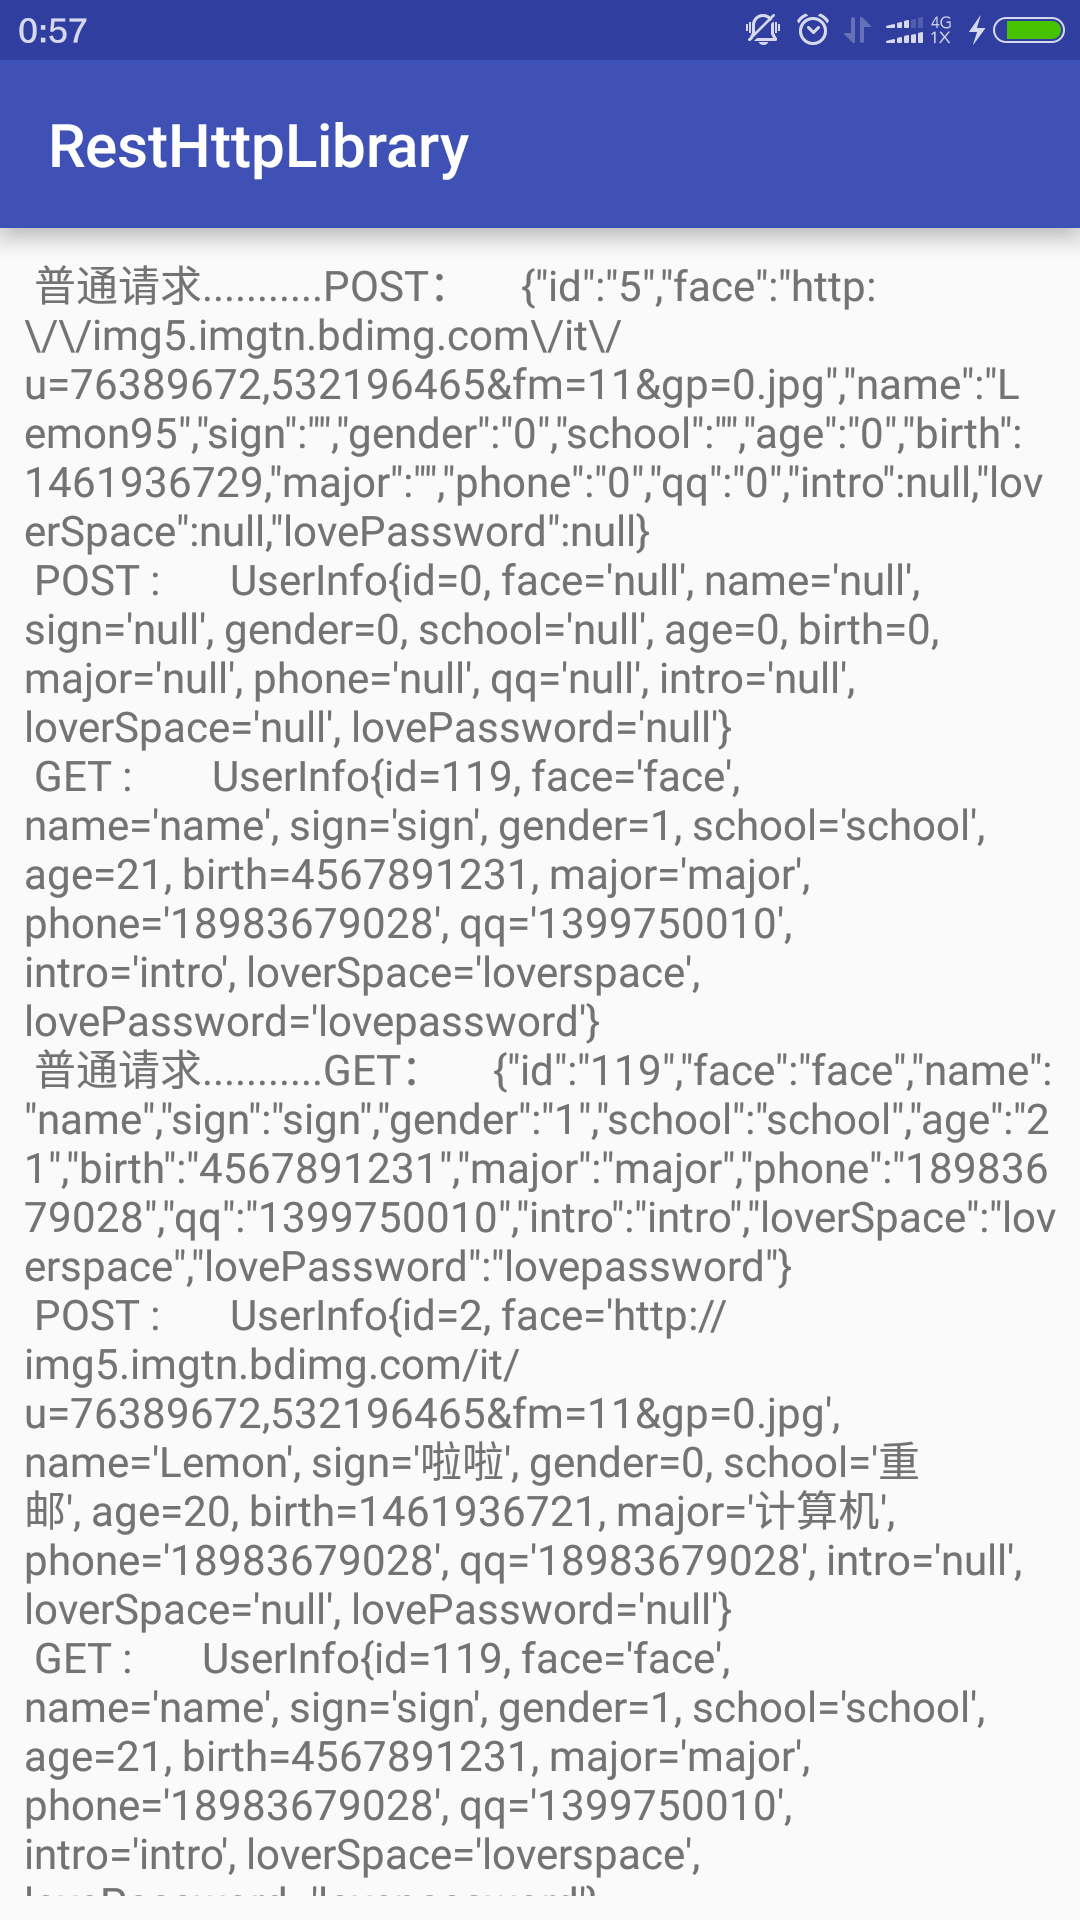 0:57
4G
1X
RestHttpLibrary
普通请求...........POST：      {"id":"5","face":"http:
\/\/img5.imgtn.bdimg.com\/it\/
u=76389672,532196465&fm=11&gp=0.jpg","name":"L
emon95","sign":"","gender":"0","school":"","age":"0","birth":
1461936729,"major":"","phone":"0","qq":"0","intro":null,"lov
erSpace":null,"lovePassword":null}
POST :      UserInfo{id=0, face='null', name='null',
sign='null', gender=0, school='null', age=0, birth=0,
major='null', phone='null', qq='null', intro='null',
loverSpace='null', lovePassword='null'}
GET :       UserInfo{id=119, face='face',
name='name', sign='sign', gender=1, school='school',
age=21, birth=4567891231, major='major',
phone='18983679028', qq='1399750010',
intro='intro', loverSpace='loverspace',
lovePassword='lovepassword'}
普通请求...........GET：      {"id":"119","face":"face","name":
"name","sign":"sign","gender":"1","school":"school","age":"2
1","birth":"4567891231","major":"major","phone":"189836
79028","qq":"1399750010","intro":"intro","loverSpace":"lov
erspace","lovePassword":"lovepassword"}
POST :      UserInfo{id=2, face='http://
img5.imgtn.bdimg.com/it/
u=76389672,532196465&fm=11&gp=0.jpg',
name='Lemon', sign='啦啦', gender=0, school='重
邮', age=20, birth=1461936721, major='计算机',
phone='18983679028', qq='18983679028', intro='null',
loverSpace='null', lovePassword='null'}
GET :      UserInfo{id=119, face='face',
name='name', sign='sign', gender=1, school='school',
age=21, birth=4567891231, major='major',
phone='18983679028', qq='1399750010',
intro='intro', loverSpace='loverspace',